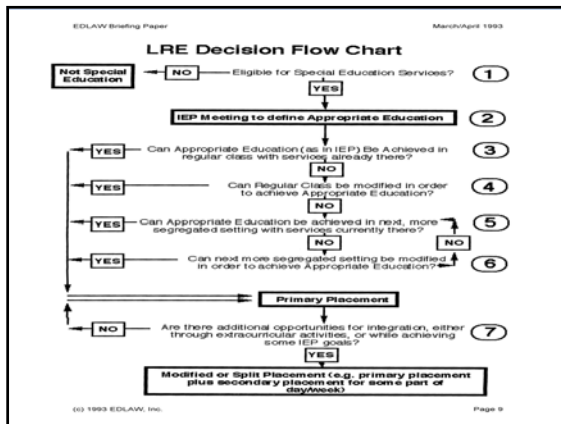 EDLAW Briefing Paper March/April 1993
LRE Decision Flow Chart
Not Special
Education
NO
Eligible for Special Education Services?
1
YES
IEP Meeting to define Appropriate Education
2
YES
Can Appropriate Education (as in IEP) Be Achieved in
regular class with services already there?
3
NO
YES
Can Regular Class be modified in order
to achieve Appropriate Education?
4
NO
YES
Can Appropriate Education be achieved in next, more
segregated setting with services currently there?
5
NO
NO
YES
Can next more segregated setting be modified
in order to achieve Appropriate Education?
6
Primary Placement
NO
Are there additional opportunities for integration, either
through extracurricular activities, or while achieving
some IEP goals?
7
YES
Modified or Split Placement (e.g. primary placement
plus secondary placement for some part of
day/week)
(c) 1993 EDLAW, Inc. Page 9